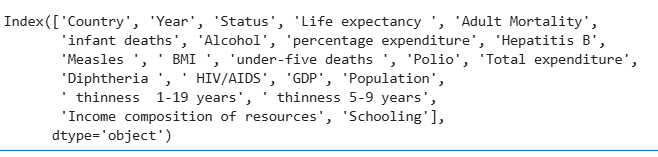 Index(['Country', 'Year', 'Status', 'Life expectancy ', 'Adult Mortality',
'infant deaths', 'Alcohol', 'percentage expenditure', 'Hepatitis B',
'Measles ', ' BMI ', 'under-five deaths ', 'Polio', 'Total expenditure',
'Diphtheria ', ' HIV/AIDS', 'GDP', 'Population',
' thinness  1-19 years', ' thinness 5-9 years',
'Income composition of resources', 'Schooling'],
dtype='object')